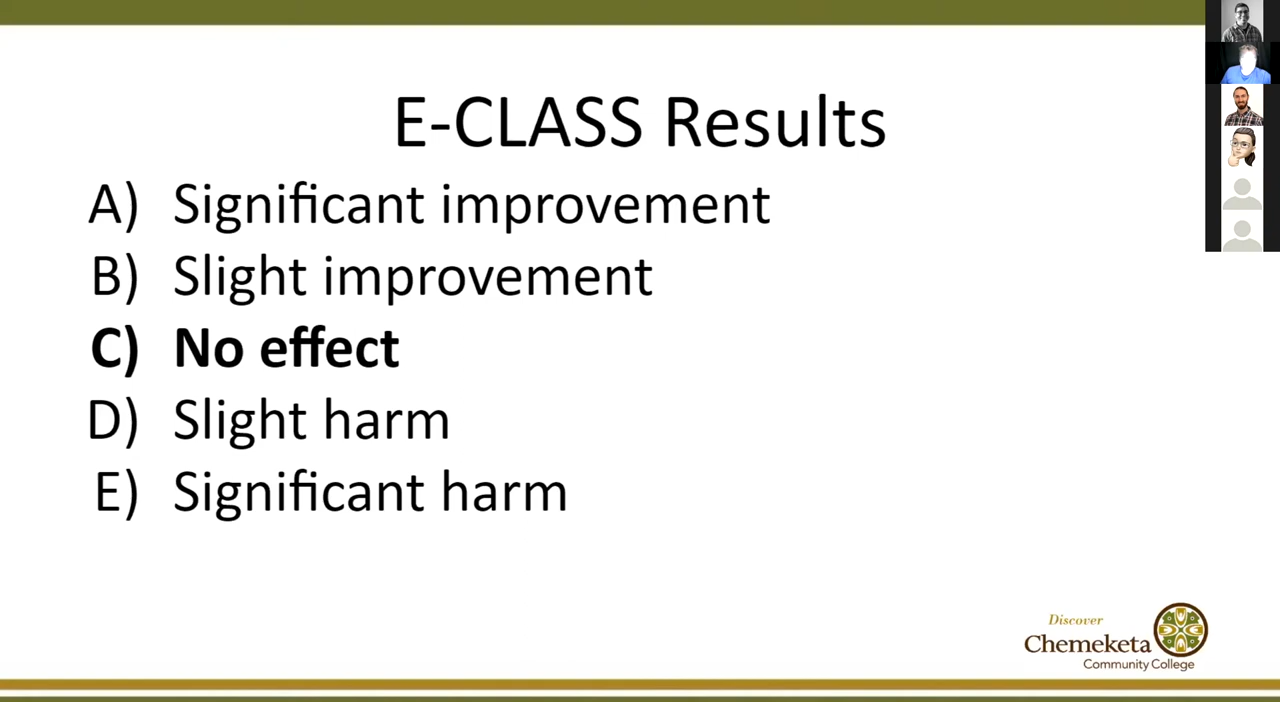 E-CLASS Results
A) Significant improvement
B) Slight improvement
C) No effect
D) Slight harm
E) Significant harm
Discover
Chemeketa
Community College